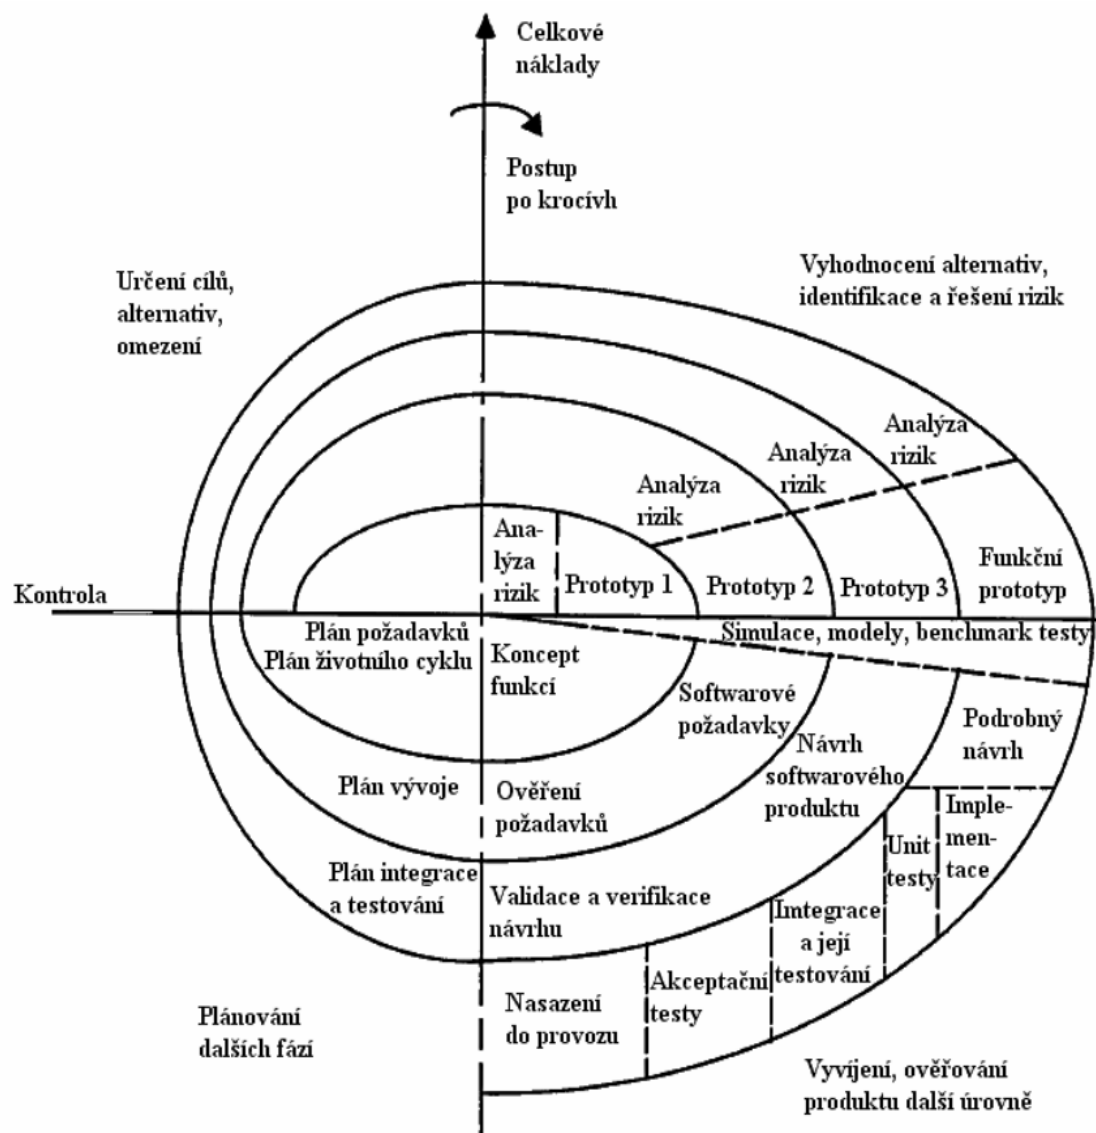 Celkové
náklady
Postup
po krocívh
Určení cílů,
alternativ,
omezení
Vyhodnocení alternativ,
identifikace a řešení rizik
Analýza
rizik
Analýza
rizik
Analýza
rizik
Ana-
lýza
rizik
Prototyp 1
Prototyp 2
Prototyp 3
Funkční
prototyp
Kontrola
Plán požadavků
Plán životního cyklu
Koncept
funkcí
Simulace, modely, benchmark testy
Softwarové
požadavky
Návrh
softwarového
produktu
Podrobný
návrh
Plán vývoje
Ověření
požadavků
Imple-
men-
tace
Unit
testy
Plán integrace
a testování
Validace a verifikace
návrhu
Imtegrace
a její
testování
Akceptační
testy
Nasazení
do provozu
Plánování
dalších fází
Vyvíjení, ověřování
produktu další úrovně